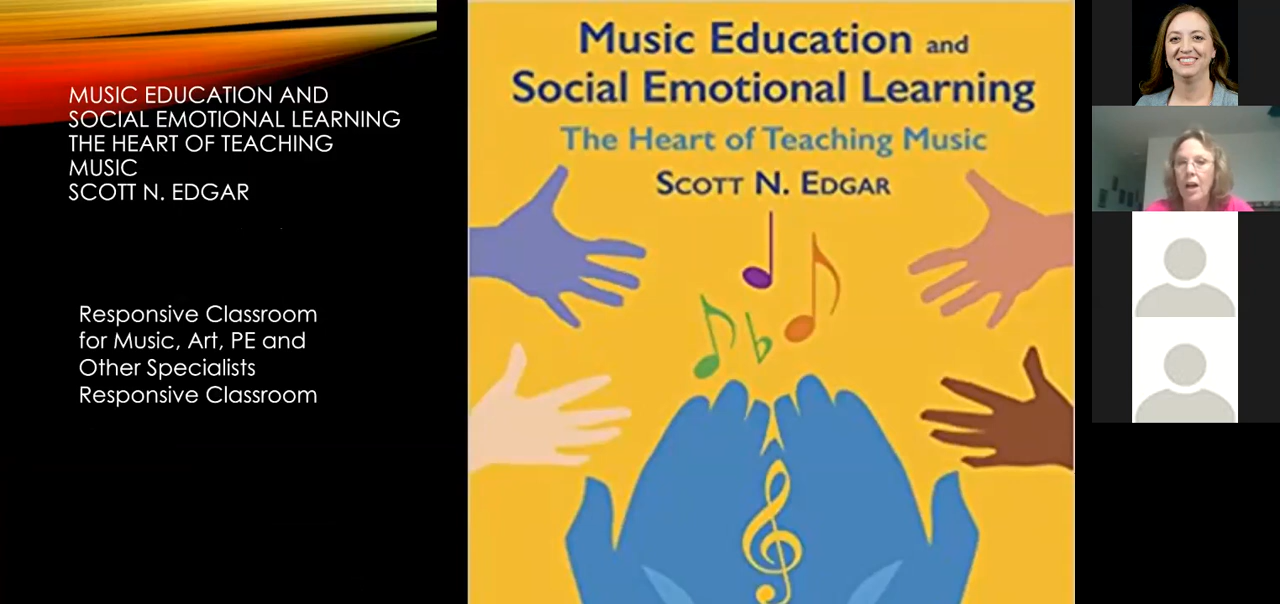 MUSIC EDUCATION AND
SOCIAL EMOTIONAL LEARNING
THE HEART OF TEACHING
MUSIC
SCOTT N. EDGAR
Responsive Classroom
for Music, Art, PE and
Other Specialists
Responsive Classroom
Music Education and
Social Emotional Learning
The Heart of Teaching Music
SCOTT N. EDGAR